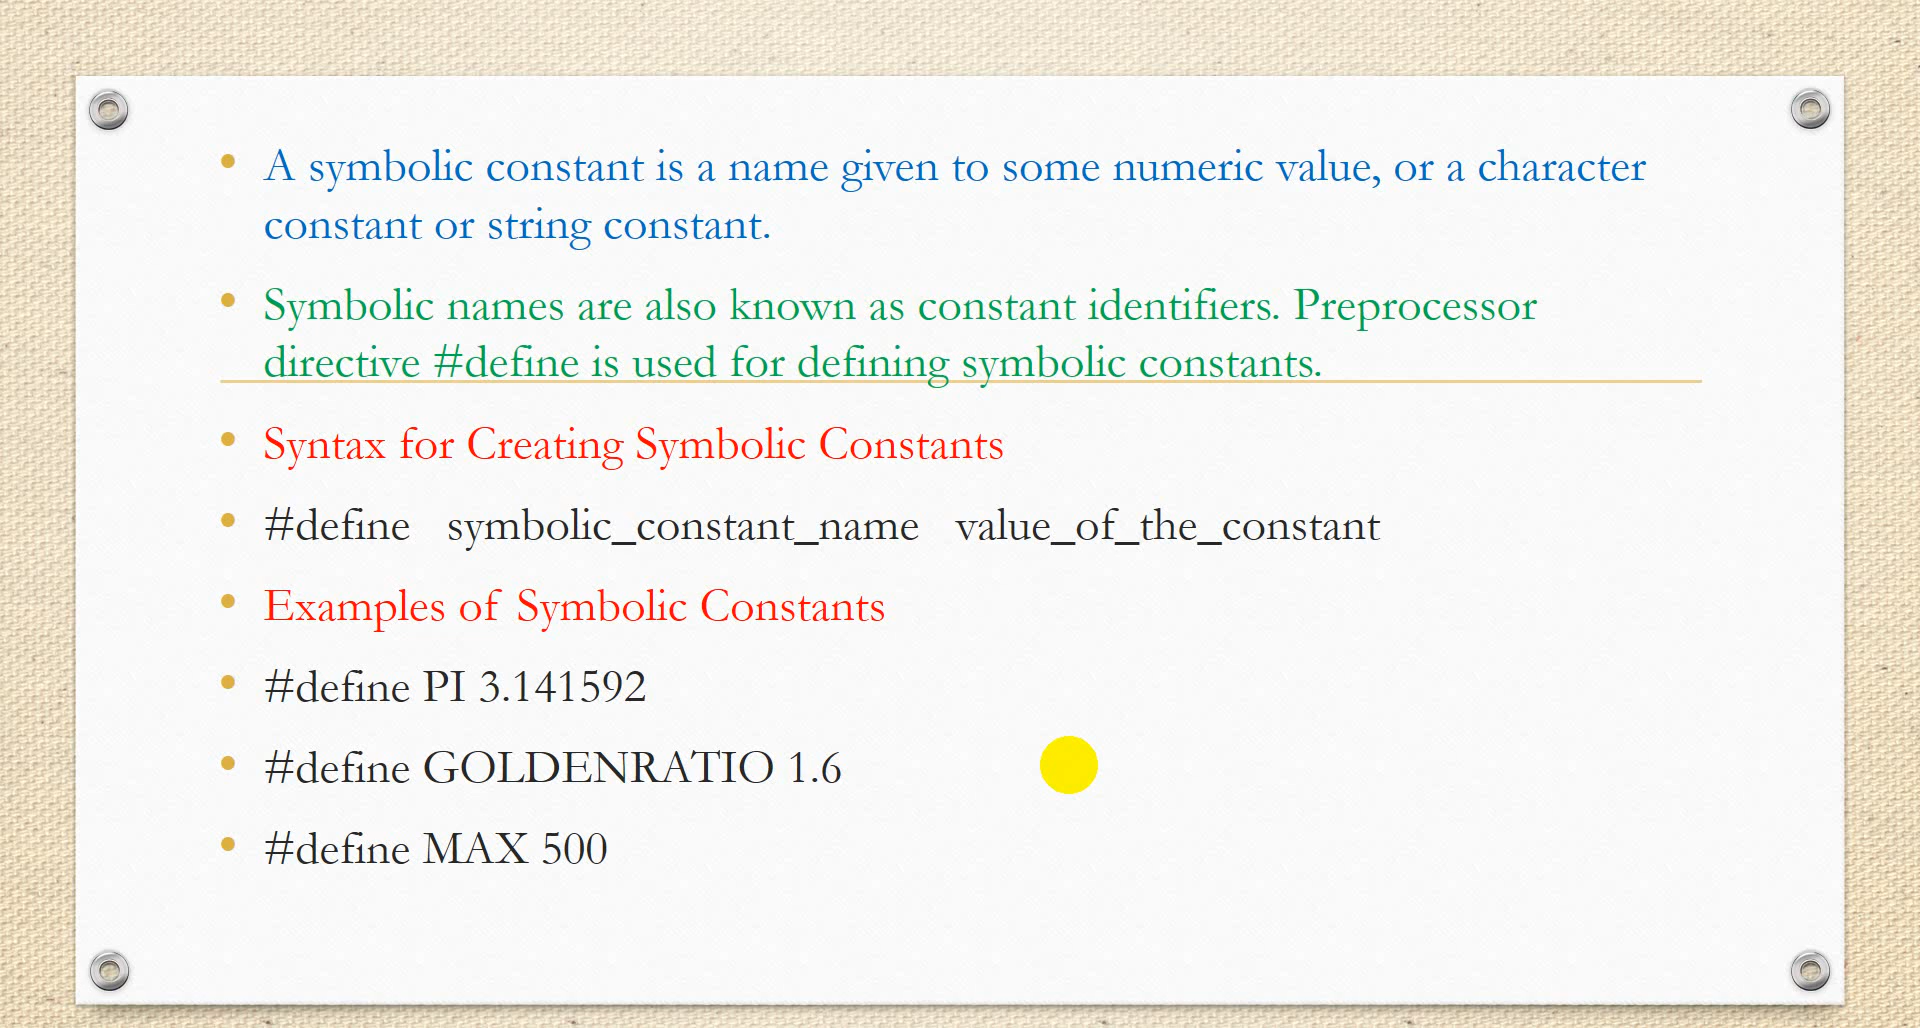 A symbolic constant is a name given to some numeric value, or a character
constant or string constant.
Symbolic names are also known as constant identifiers. Preprocessor
directive #define is used for defining symbolic constants.
Syntax for Creating Symbolic Constants
#define symbolic_constant_name value_of_the_constant
Examples of Symbolic Constants
#define PI 3.141592
#define GOLDENRATIO 1.6
#define MAX 500